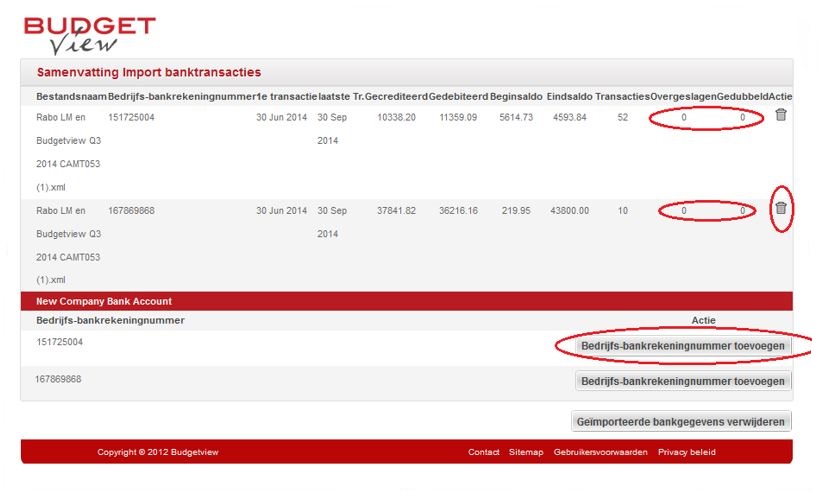 BUDGET
View
Samenvatting Import banktransacties
Bestandsnaam Bedrijfs-bankrekeningnummer 1e transactie laatste Tr. Gecrediteerd Gedebiteerd Beginsaldo Eindsaldo Transacties Overgeslagen Gedubbeld Actie
Rabo LM en 151725004 30 Jun 2014 30 Sep 10338.20 11359.09 5614.73 4593.84 52 0 0
Budgetview Q3 2014
2014 CAMT053
(1).xml
Rabo LM en 167869868 30 Jun 2014 30 Sep 37841.82 36216.16 219.95 43800.00 10 0 0
Budgetview Q3 2014
2014 CAMT053
(1).xml
New Company Bank Account
Bedrijfs-bankrekeningnummer Actie
151725004 Bedrijfs-bankrekeningnummer toevoegen
167869868 Bedrijfs-bankrekeningnummer toevoegen
Geïmporteerde bankgegevens verwijderen
Copyright © 2012 Budgetview Contact Sitemap Gebruikersvoorwaarden Privacy beleid